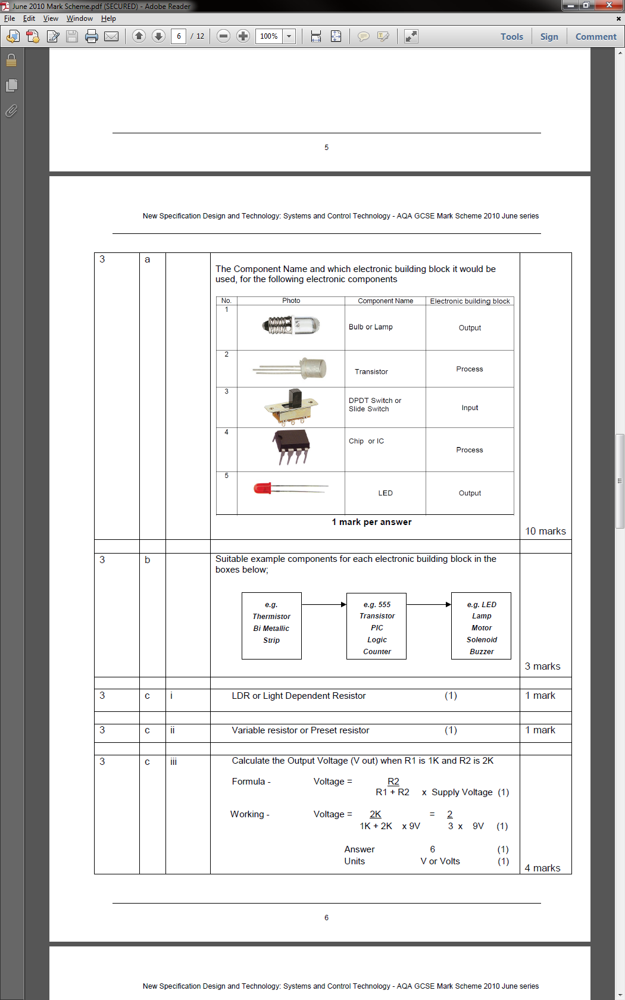 June 2010 Mark Scheme.pdf (SECURED) - Adobe Reader
File Edit View Window Help
6 / 12 100% Tools Sign Comment
5
New Specification Design and Technology: Systems and Control Technology - AQA GCSE Mark Scheme 2010 June series
3 a
The Component Name and which electronic building block it would be
used, for the following electronic components
No. Photo Component Name Electronic building block
1
Bulb or Lamp Output
2
Transistor Process
3
DPDT Switch or
Slide Switch Input
4
Chip or IC
Process
5
LED Output
1 mark per answer
10 marks
3 b Suitable example components for each electronic building block in the
boxes below;
e.g.
Thermistor
Bi Metallic
Strip
e.g. 555
Transistor
PIC
Logic
Counter
e.g. LED
Lamp
Motor
Solenoid
Buzzer
3 marks
3 c i LDR or Light Dependent Resistor (1) 1 mark
3 c ii Variable resistor or Preset resistor (1) 1 mark
3 c iii Calculate the Output Voltage (V out) when R1 is 1K and R2 is 2K
Formula - Voltage = R2
R1 + R2 x Supply Voltage (1)
Working - Voltage = 2K = 2
1K + 2K x 9V 3 x 9V (1)
Answer 6 (1)
Units V or Volts (1)
4 marks
6
New Specification Design and Technology: Systems and Control Technology - AQA GCSE Mark Scheme 2010 June series